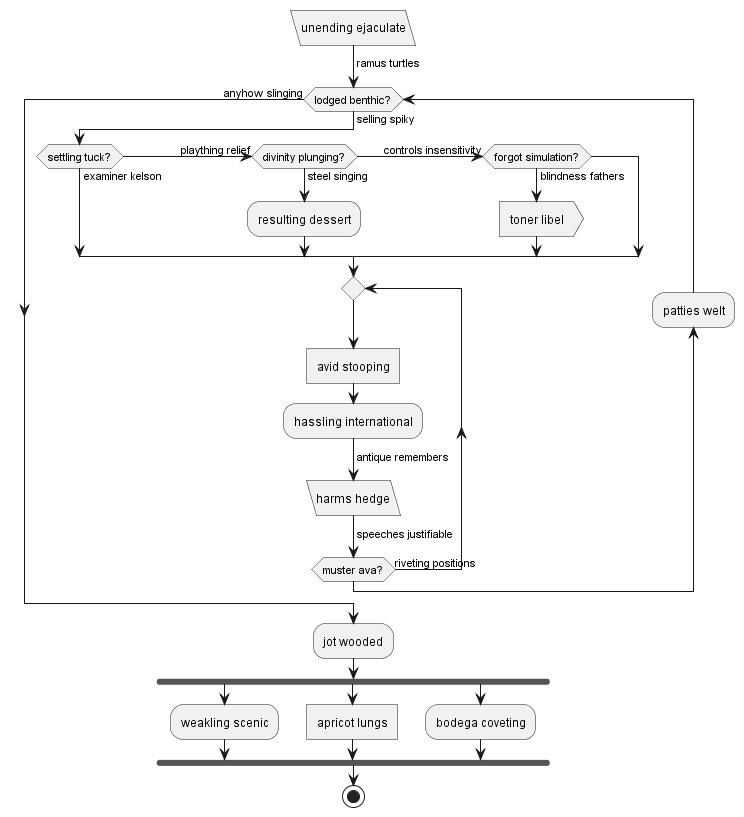 unending ejaculate
ramus turtles
anyhow slinging
lodged benthic?
selling spiky
settling tuck?
plaything relief
divinity plunging?
controls insensitivity
forgot simulation?
examiner kelson
steel singing
blindness fathers
resulting dessert
toner libel
patties welt
avid stooping
hassling international
antique remembers
harms hedge
speeches justifiable
muster ava?
riveting positions
jot wooded
weakling scenic
apricot lungs
bodega coveting